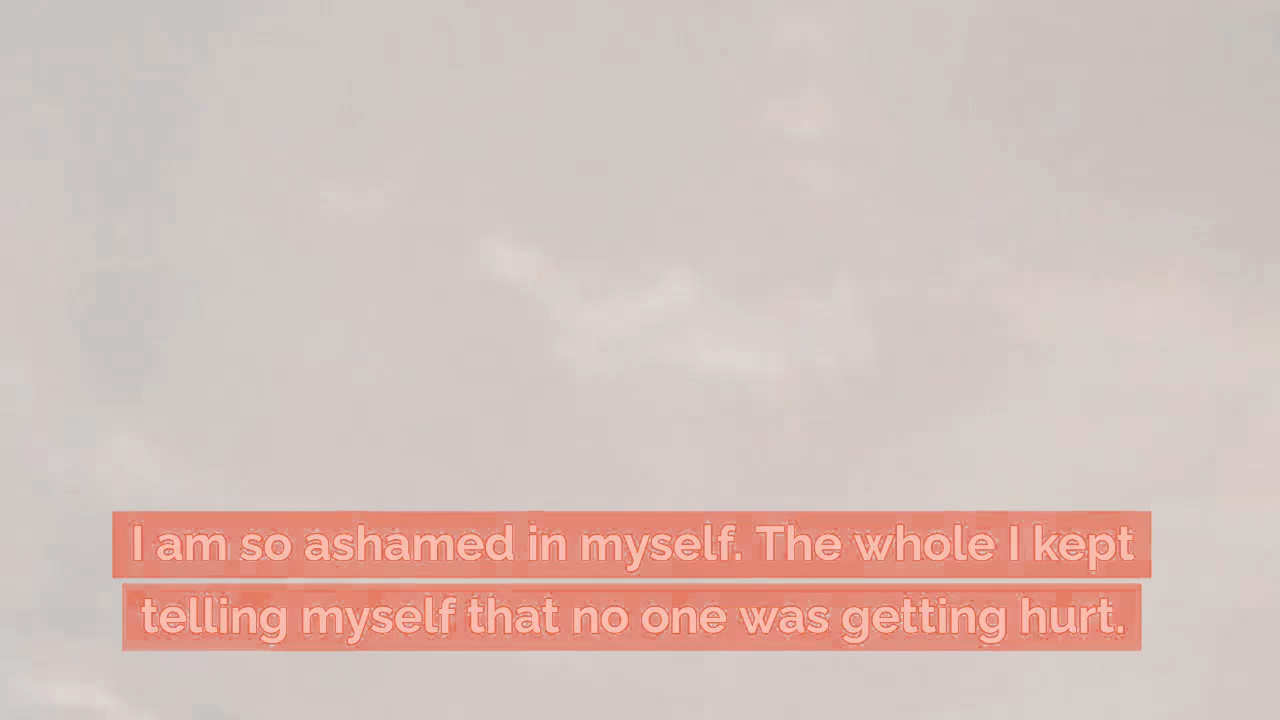 I am so ashamed in myself. The whole I kept
telling myself that no one was getting hurt.